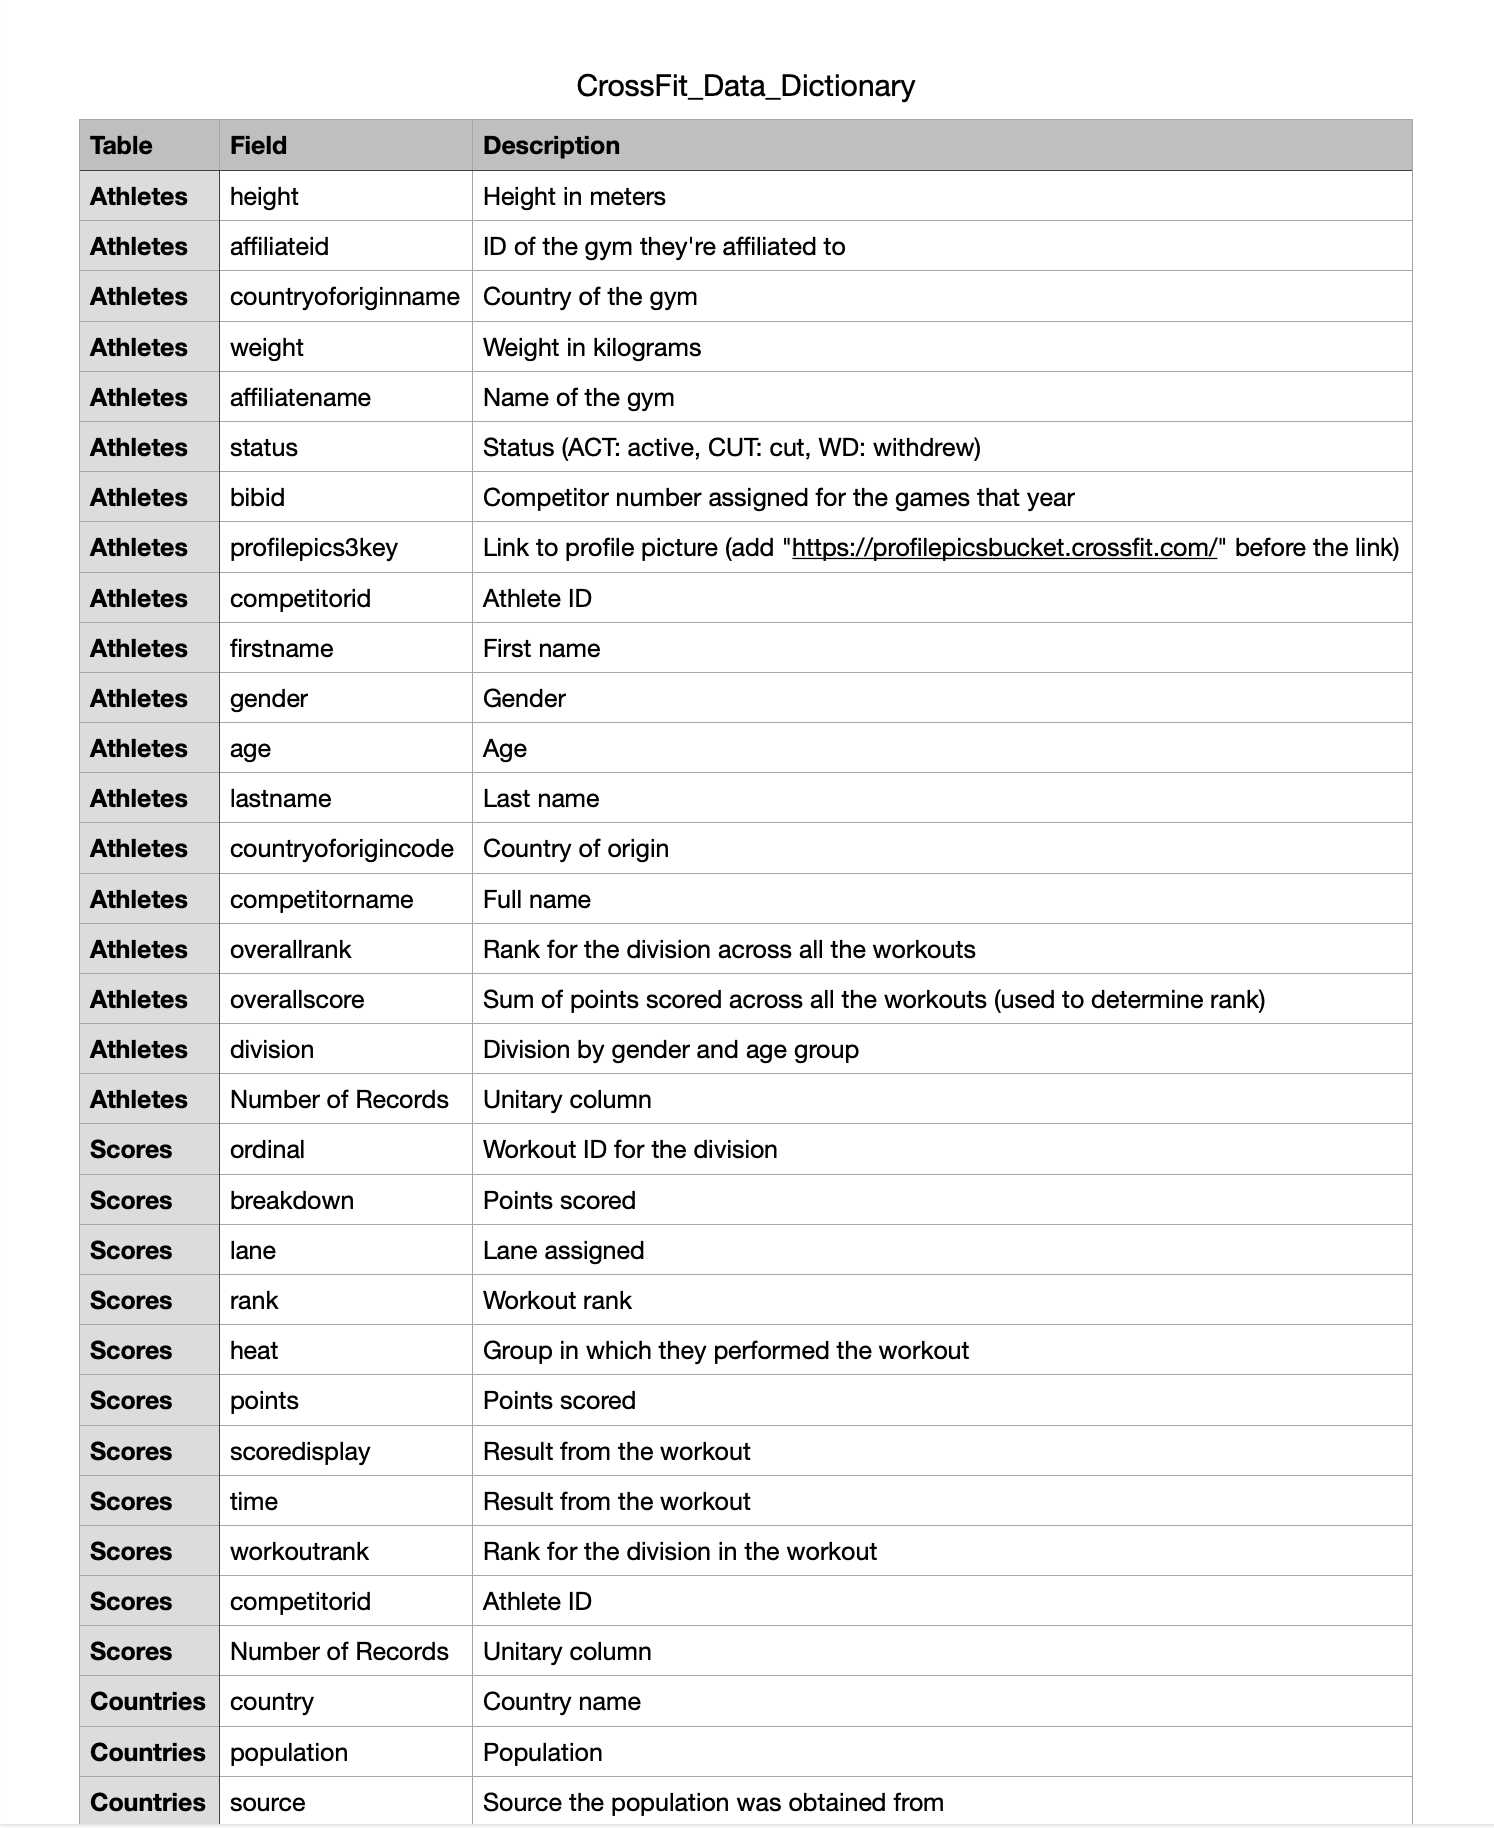 CrossFit_Data_Dictionary
Table Field Description
Athletes height Height in meters
Athletes affiliateid ID of the gym they're affiliated to
Athletes countryoforiginname Country of the gym
Athletes weight Weight in kilograms
Athletes affiliatename Name of the gym
Athletes status Status (ACT: active, CUT: cut, WD: withdrew)
Athletes bibid Competitor number assigned for the games that year
Athletes profilepics3key Link to profile picture (add "https://profilepicsbucket.crossfit.com/" before the link)
Athletes competitorid Athlete ID
Athletes firstname First name
Athletes gender Gender
Athletes age Age
Athletes lastname Last name
Athletes countryoforigincode Country of origin
Athletes competitorname Full name
Athletes overallrank Rank for the division across all the workouts
Athletes overallscore Sum of points scored across all the workouts (used to determine rank)
Athletes division Division by gender and age group
Athletes Number of Records Unitary column
Scores ordinal Workout ID for the division
Scores breakdown Points scored
Scores lane Lane assigned
Scores rank Workout rank
Scores heat Group in which they performed the workout
Scores points Points scored
Scores scoredisplay Result from the workout
Scores time Result from the workout
Scores workoutrank Rank for the division in the workout
Scores competitorid Athlete ID
Scores Number of Records Unitary column
Countries country Country name
Countries population Population
Countries source Source the population was obtained from